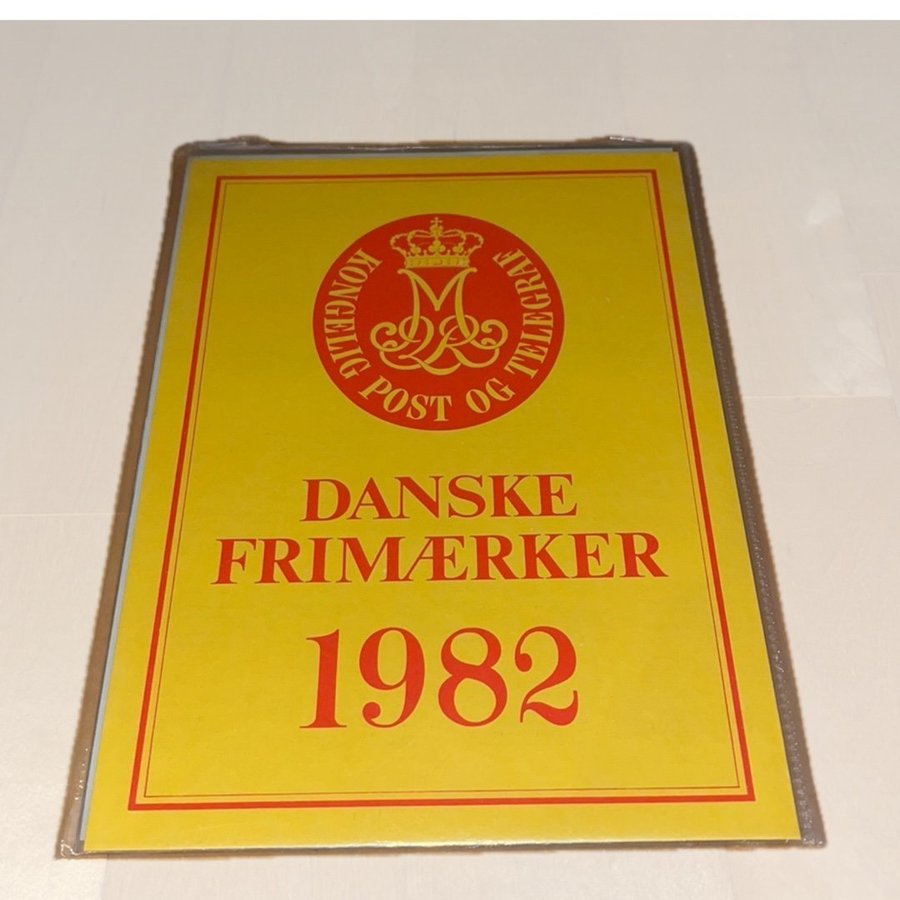 KONGELIG POST OG TELEGRAF
DANSKE
FRIMÆRKER
1982